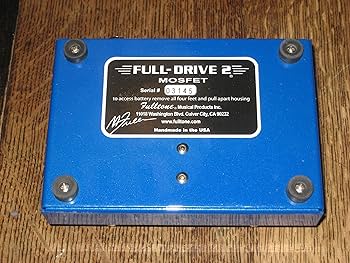 FULL-DRIVE 2
MOSFET
Serial # 03145
to access battery remove all four feet and pull apart housing
Fulltone® Musical Products Inc.
11018 Washington Blvd. Culver City, CA 90232
www.fulltone.com
Handmade in the USA